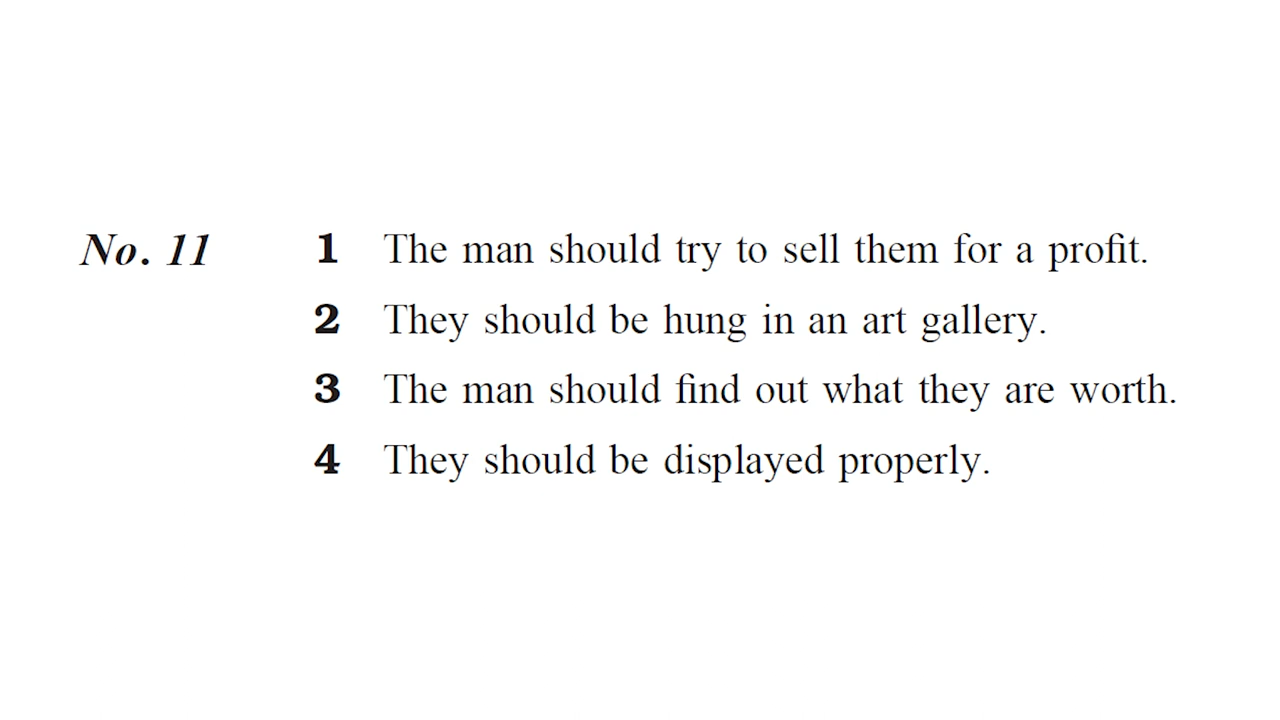 No. 11 1 The man should try to sell them for a profit.
2 They should be hung in an art gallery.
3 The man should find out what they are worth.
4 They should be displayed properly.